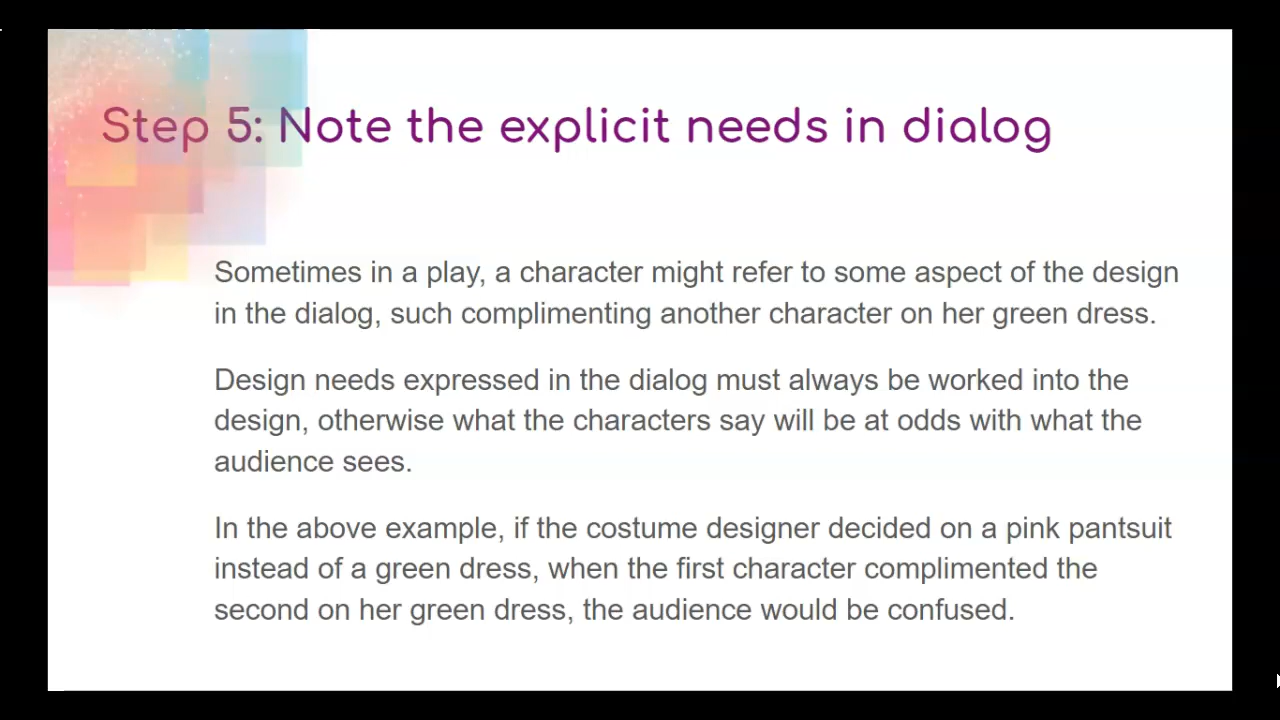 Step 5: Note the explicit needs in dialog
Sometimes in a play, a character might refer to some aspect of the design
in the dialog, such complimenting another character on her green dress.
Design needs expressed in the dialog must always be worked into the
design, otherwise what the characters say will be at odds with what the
audience sees.
In the above example, if the costume designer decided on a pink pantsuit
instead of a green dress, when the first character complimented the
second on her green dress, the audience would be confused.